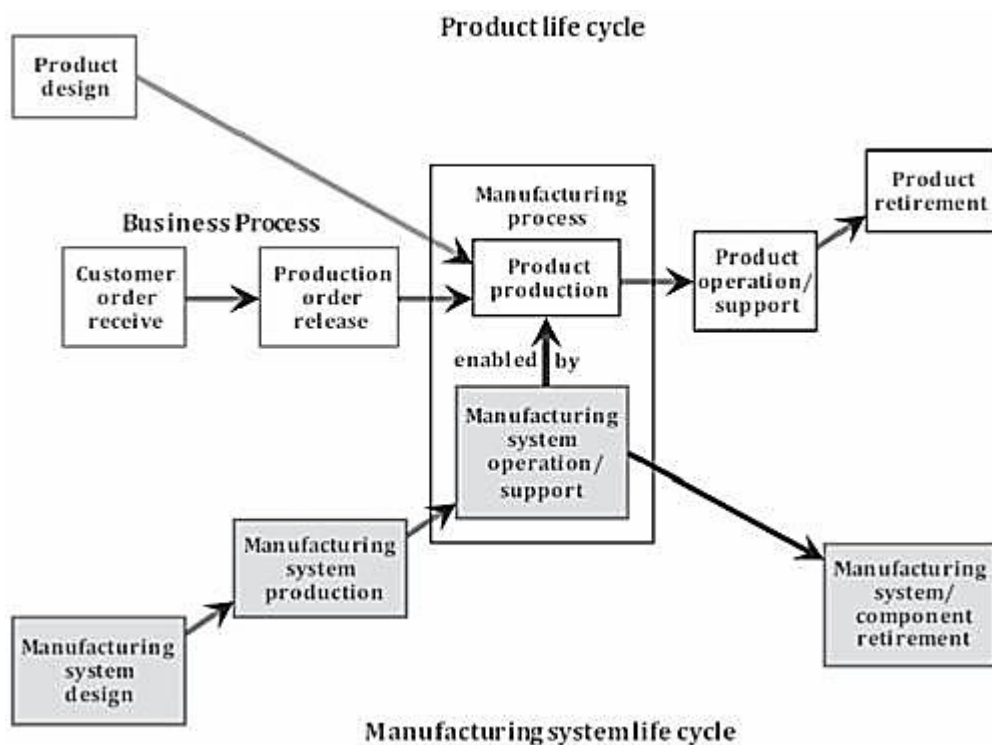 Product life cycle
Product
design
Product
retirement
Manufacturing
process
Business Process
Customer
order
receive
Production
order
release
Product
production
Product
operation/
support
enabled by
Manufacturing
system
operation/
support
Manufacturing
system
production
Manufacturing
system/
component
retirement
Manufacturing
system
design
Manufacturing system life cycle